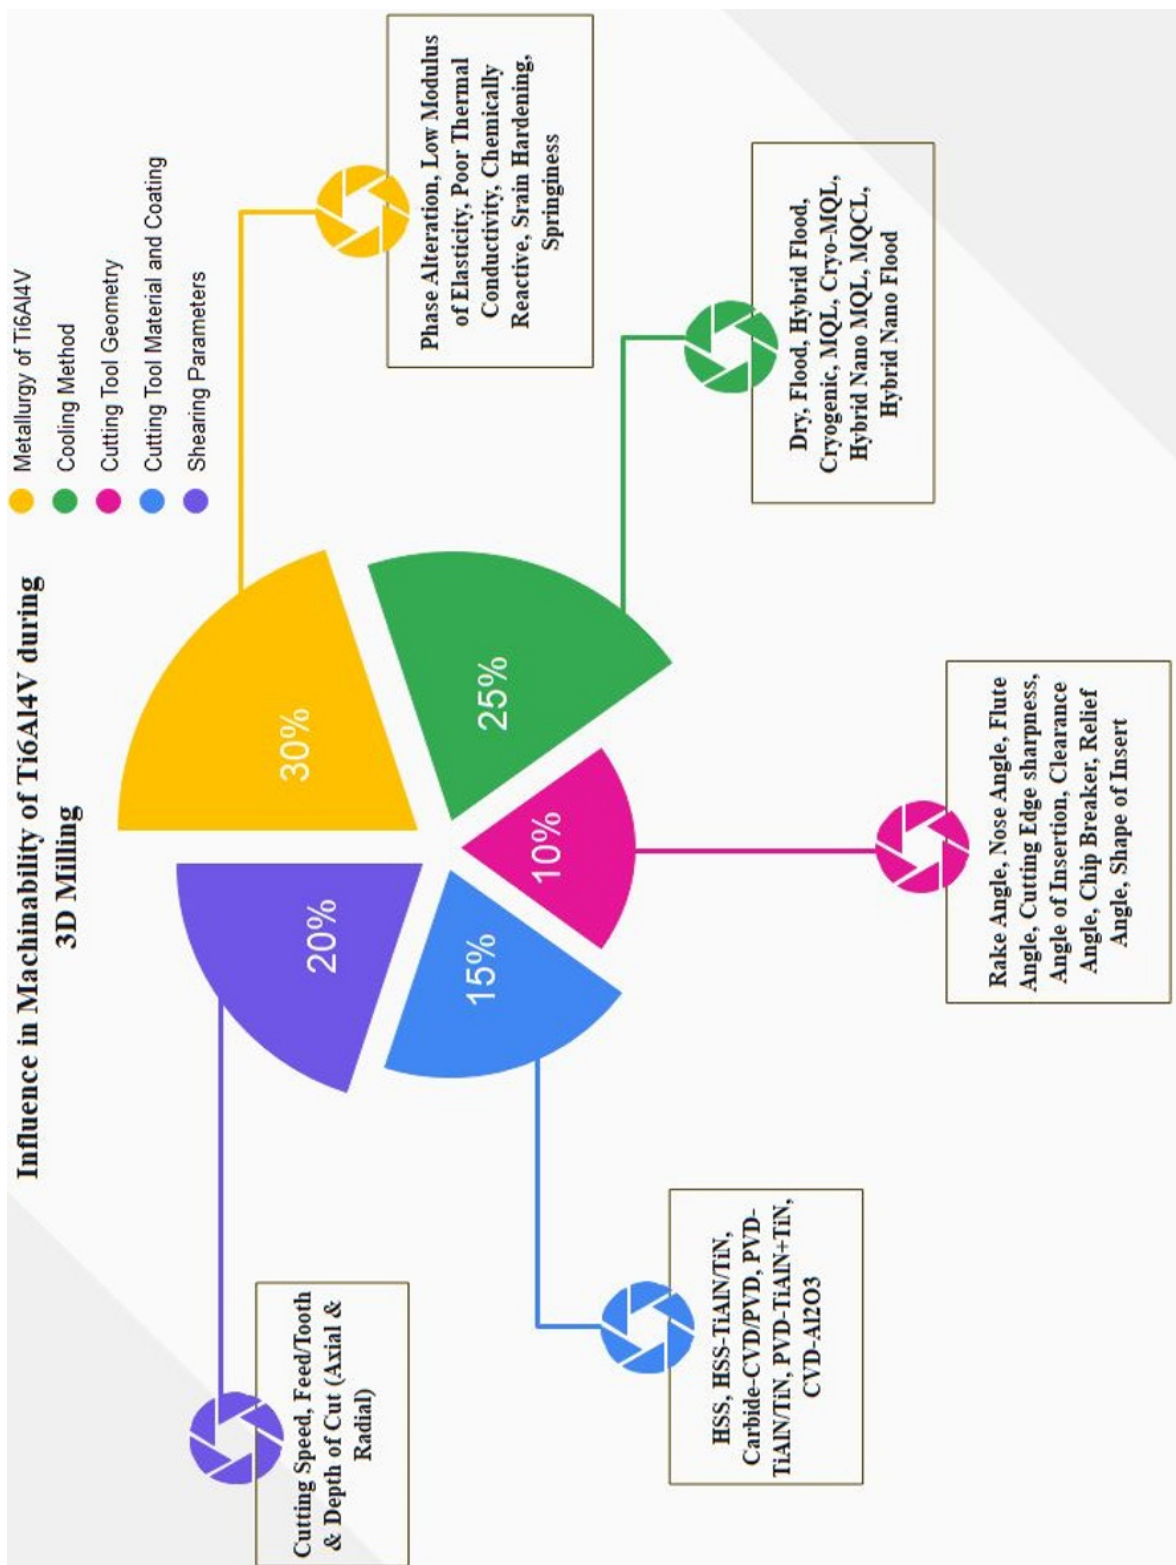 Influence in Machinability of Ti6Al4V during
3D Milling
Metallurgy of Ti6Al4V
Cooling Method
Cutting Tool Geometry
Cutting Tool Material and Coating
Shearing Parameters
30%
25%
10%
15%
20%
Phase Alteration, Low Modulus
of Elasticity, Poor Thermal
Conductivity, Chemically
Reactive, Srain Hardening,
Springiness
Dry, Flood, Hybrid Flood,
Cryogenic, MQL, Cryo-MQL,
Hybrid Nano MQL, MQCL,
Hybrid Nano Flood
Rake Angle, Nose Angle, Flute
Angle, Cutting Edge sharpness,
Angle of Insertion, Clearance
Angle, Chip Breaker, Relief
Angle, Shape of Insert
HSS, HSS-TiAlN/TiN,
Carbide-CVD/PVD, PVD-
TiAlN/TiN, PVD-TiAlN+TiN,
CVD-Al2O3
Cutting Speed, Feed/Tooth
& Depth of Cut (Axial &
Radial)